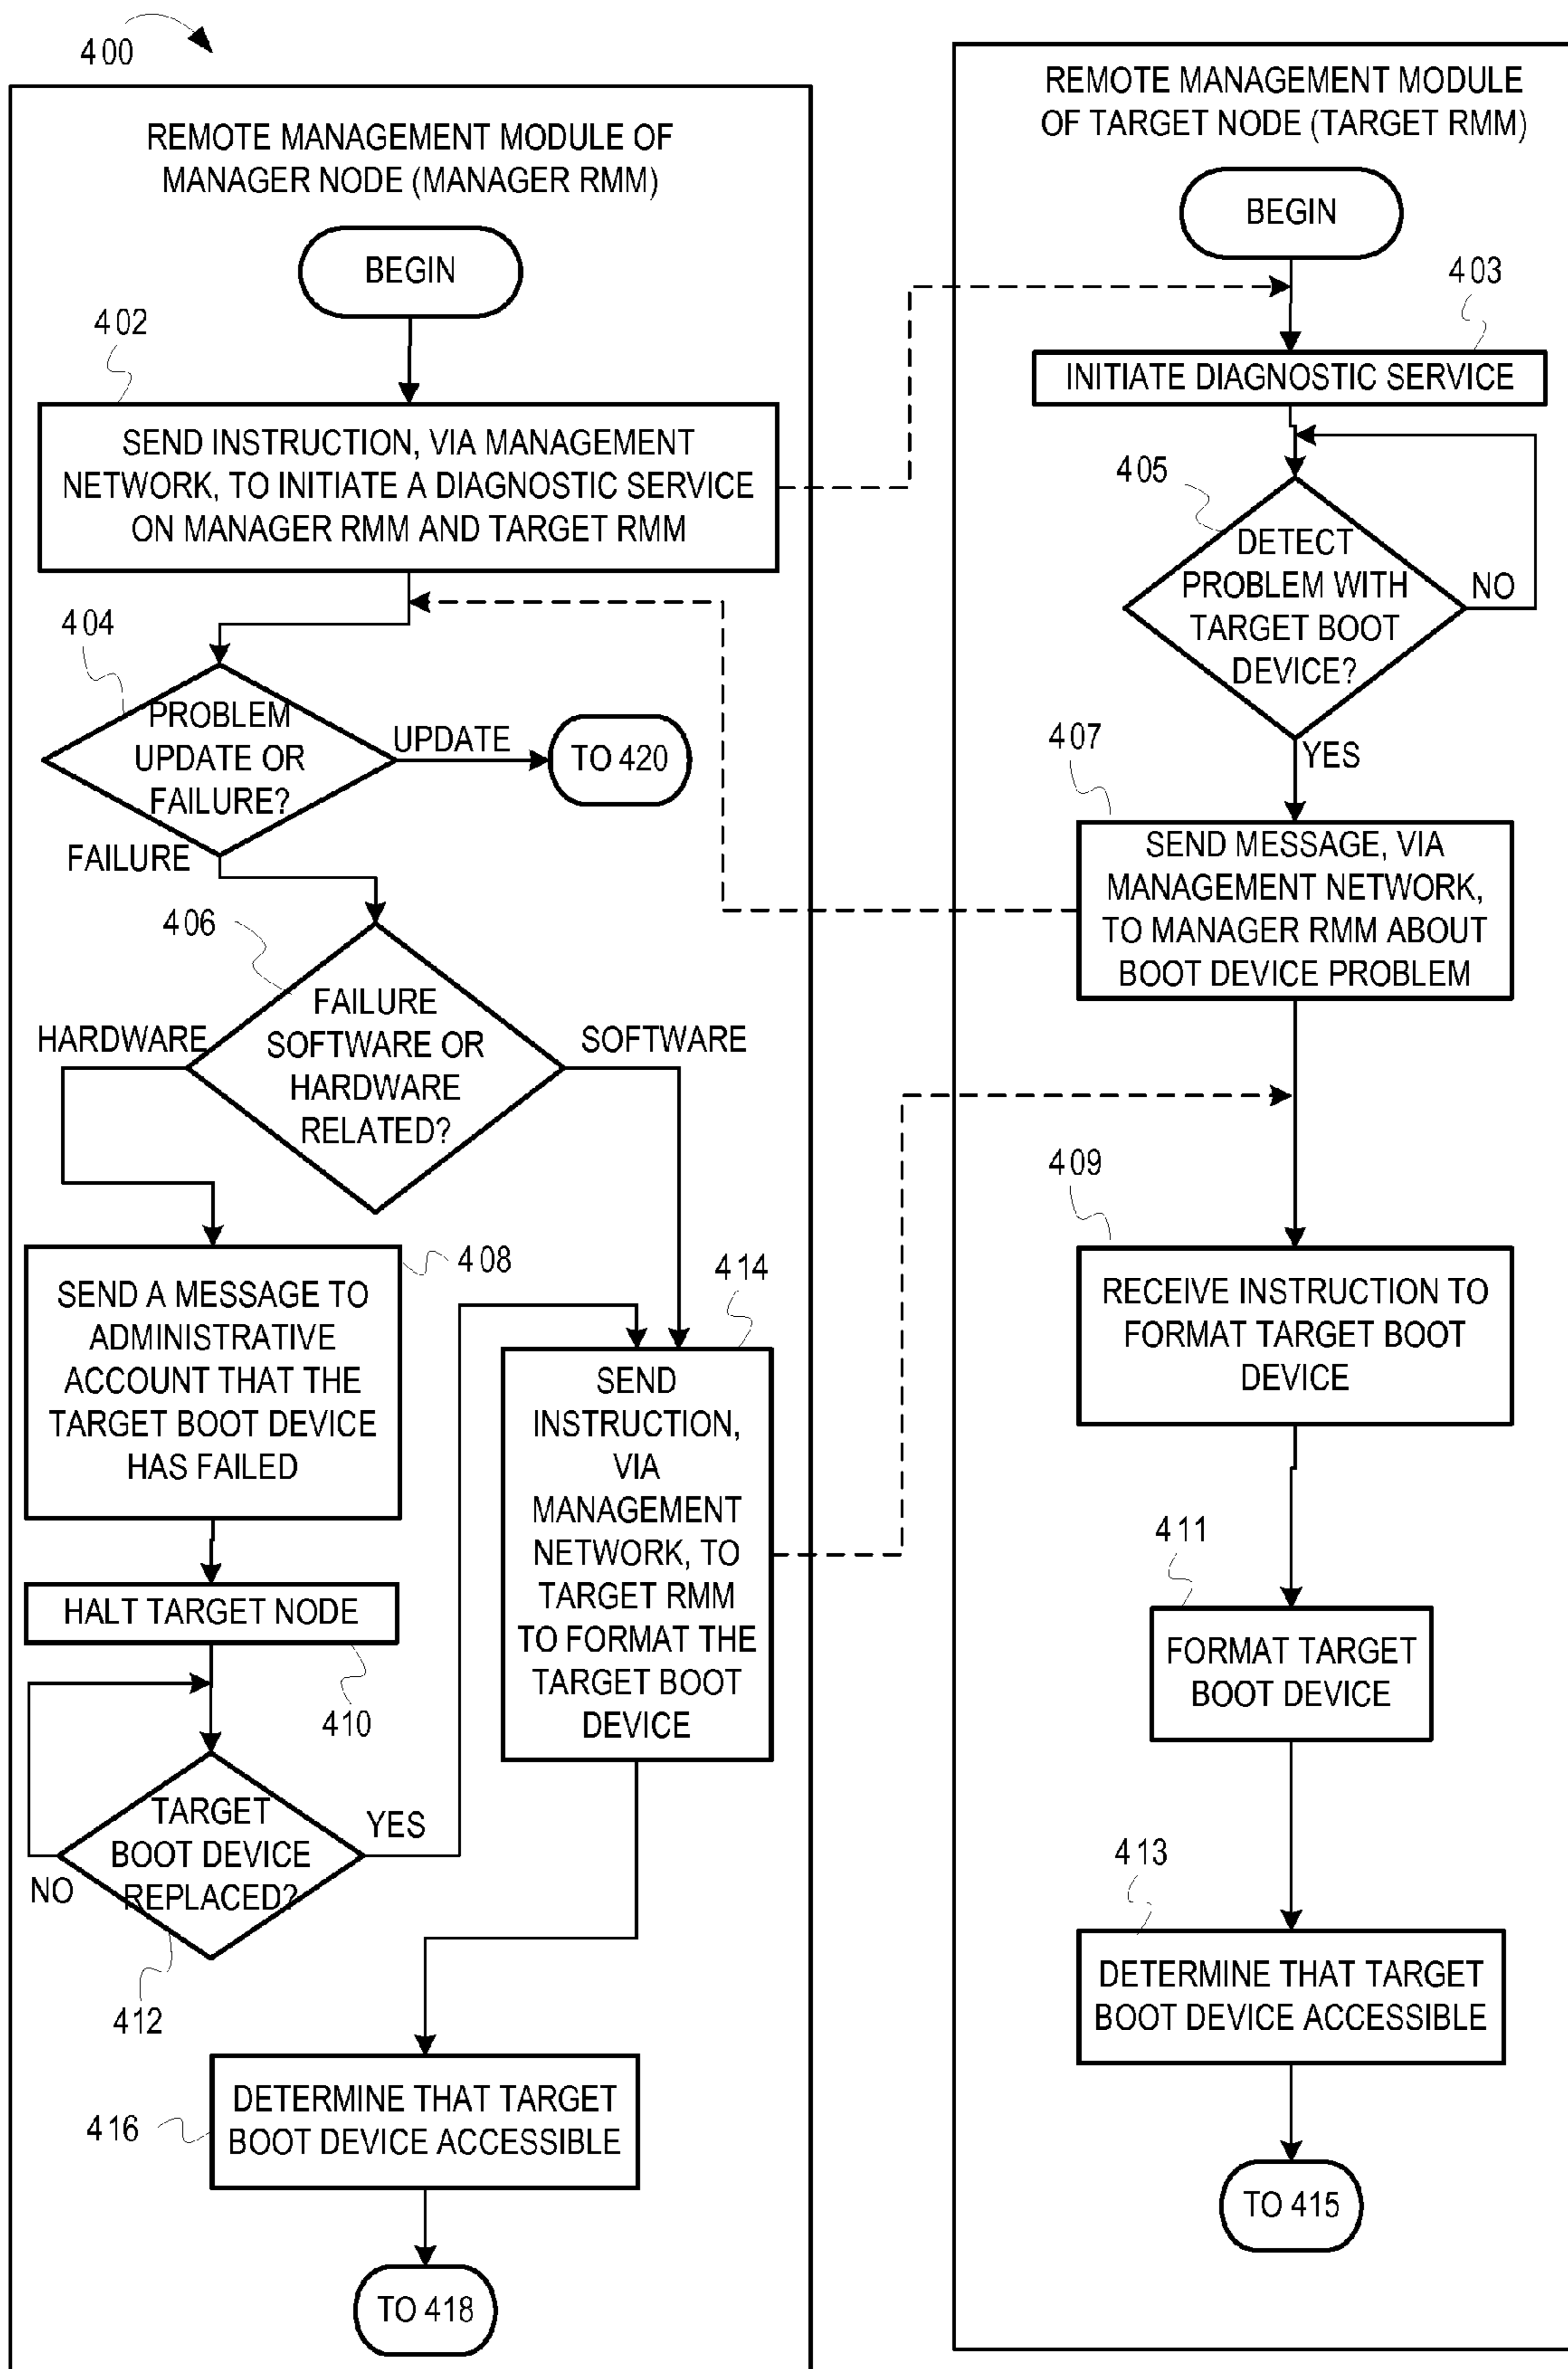 400
REMOTE MANAGEMENT MODULE OF
MANAGER NODE (MANAGER RMM)
BEGIN
402
SEND INSTRUCTION, VIA MANAGEMENT
NETWORK, TO INITIATE A DIAGNOSTIC SERVICE
ON MANAGER RMM AND TARGET RMM
404
PROBLEM
UPDATE OR
FAILURE?
UPDATE
TO 420
FAILURE
406
FAILURE
SOFTWARE OR
HARDWARE
RELATED?
HARDWARE
SOFTWARE
408
SEND A MESSAGE TO
ADMINISTRATIVE
ACCOUNT THAT THE
TARGET BOOT DEVICE
HAS FAILED
HALT TARGET NODE
410
TARGET
BOOT DEVICE
REPLACED?
YES
NO
412
414
SEND
INSTRUCTION,
VIA
MANAGEMENT
NETWORK, TO
TARGET RMM
TO FORMAT THE
TARGET BOOT
DEVICE
416
DETERMINE THAT TARGET
BOOT DEVICE ACCESSIBLE
TO 418
REMOTE MANAGEMENT MODULE
OF TARGET NODE (TARGET RMM)
BEGIN
403
INITIATE DIAGNOSTIC SERVICE
405
DETECT
PROBLEM WITH
TARGET BOOT
DEVICE?
NO
YES
407
SEND MESSAGE, VIA
MANAGEMENT NETWORK,
TO MANAGER RMM ABOUT
BOOT DEVICE PROBLEM
409
RECEIVE INSTRUCTION TO
FORMAT TARGET BOOT
DEVICE
411
FORMAT TARGET
BOOT DEVICE
413
DETERMINE THAT TARGET
BOOT DEVICE ACCESSIBLE
TO 415